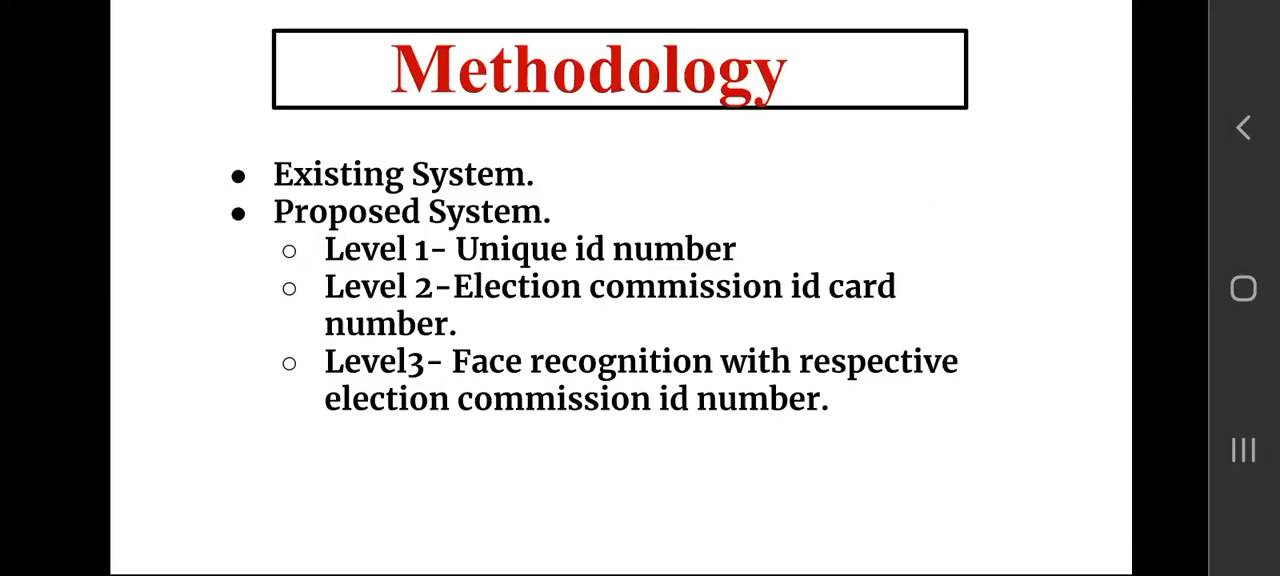 Methodology
● Existing System.
● Proposed System.
○ Level 1- Unique id number
○ Level 2-Election commission id card
number.
○ Level3- Face recognition with respective
election commission id number.